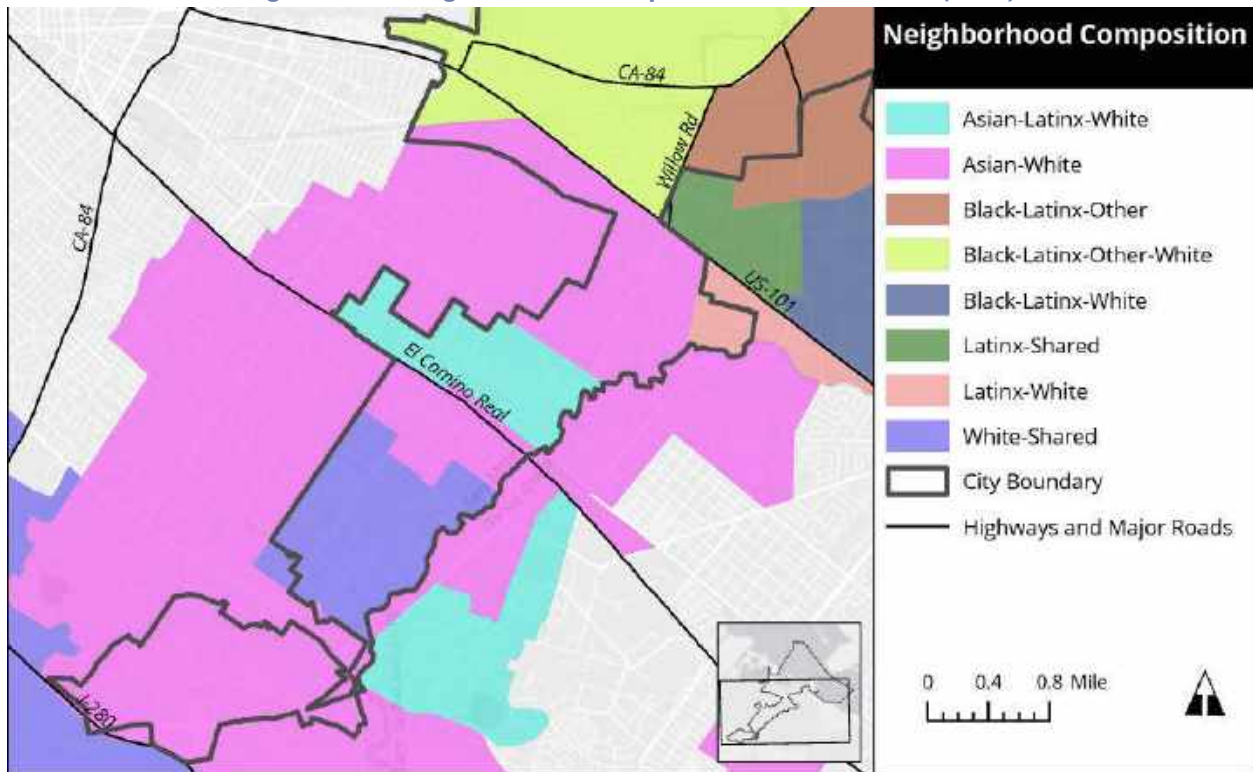 Neighborhood Composition
Asian-Latinx-White
Asian-White
Black-Latinx-Other
Black-Latinx-Other-White
Black-Latinx-White
Latinx-Shared
Latinx-White
White-Shared
City Boundary
Highways and Major Roads
0 0.4 0.8 Mile
CA-84
Willow Rd
CA-84
US-101
El Comino Real
I-280